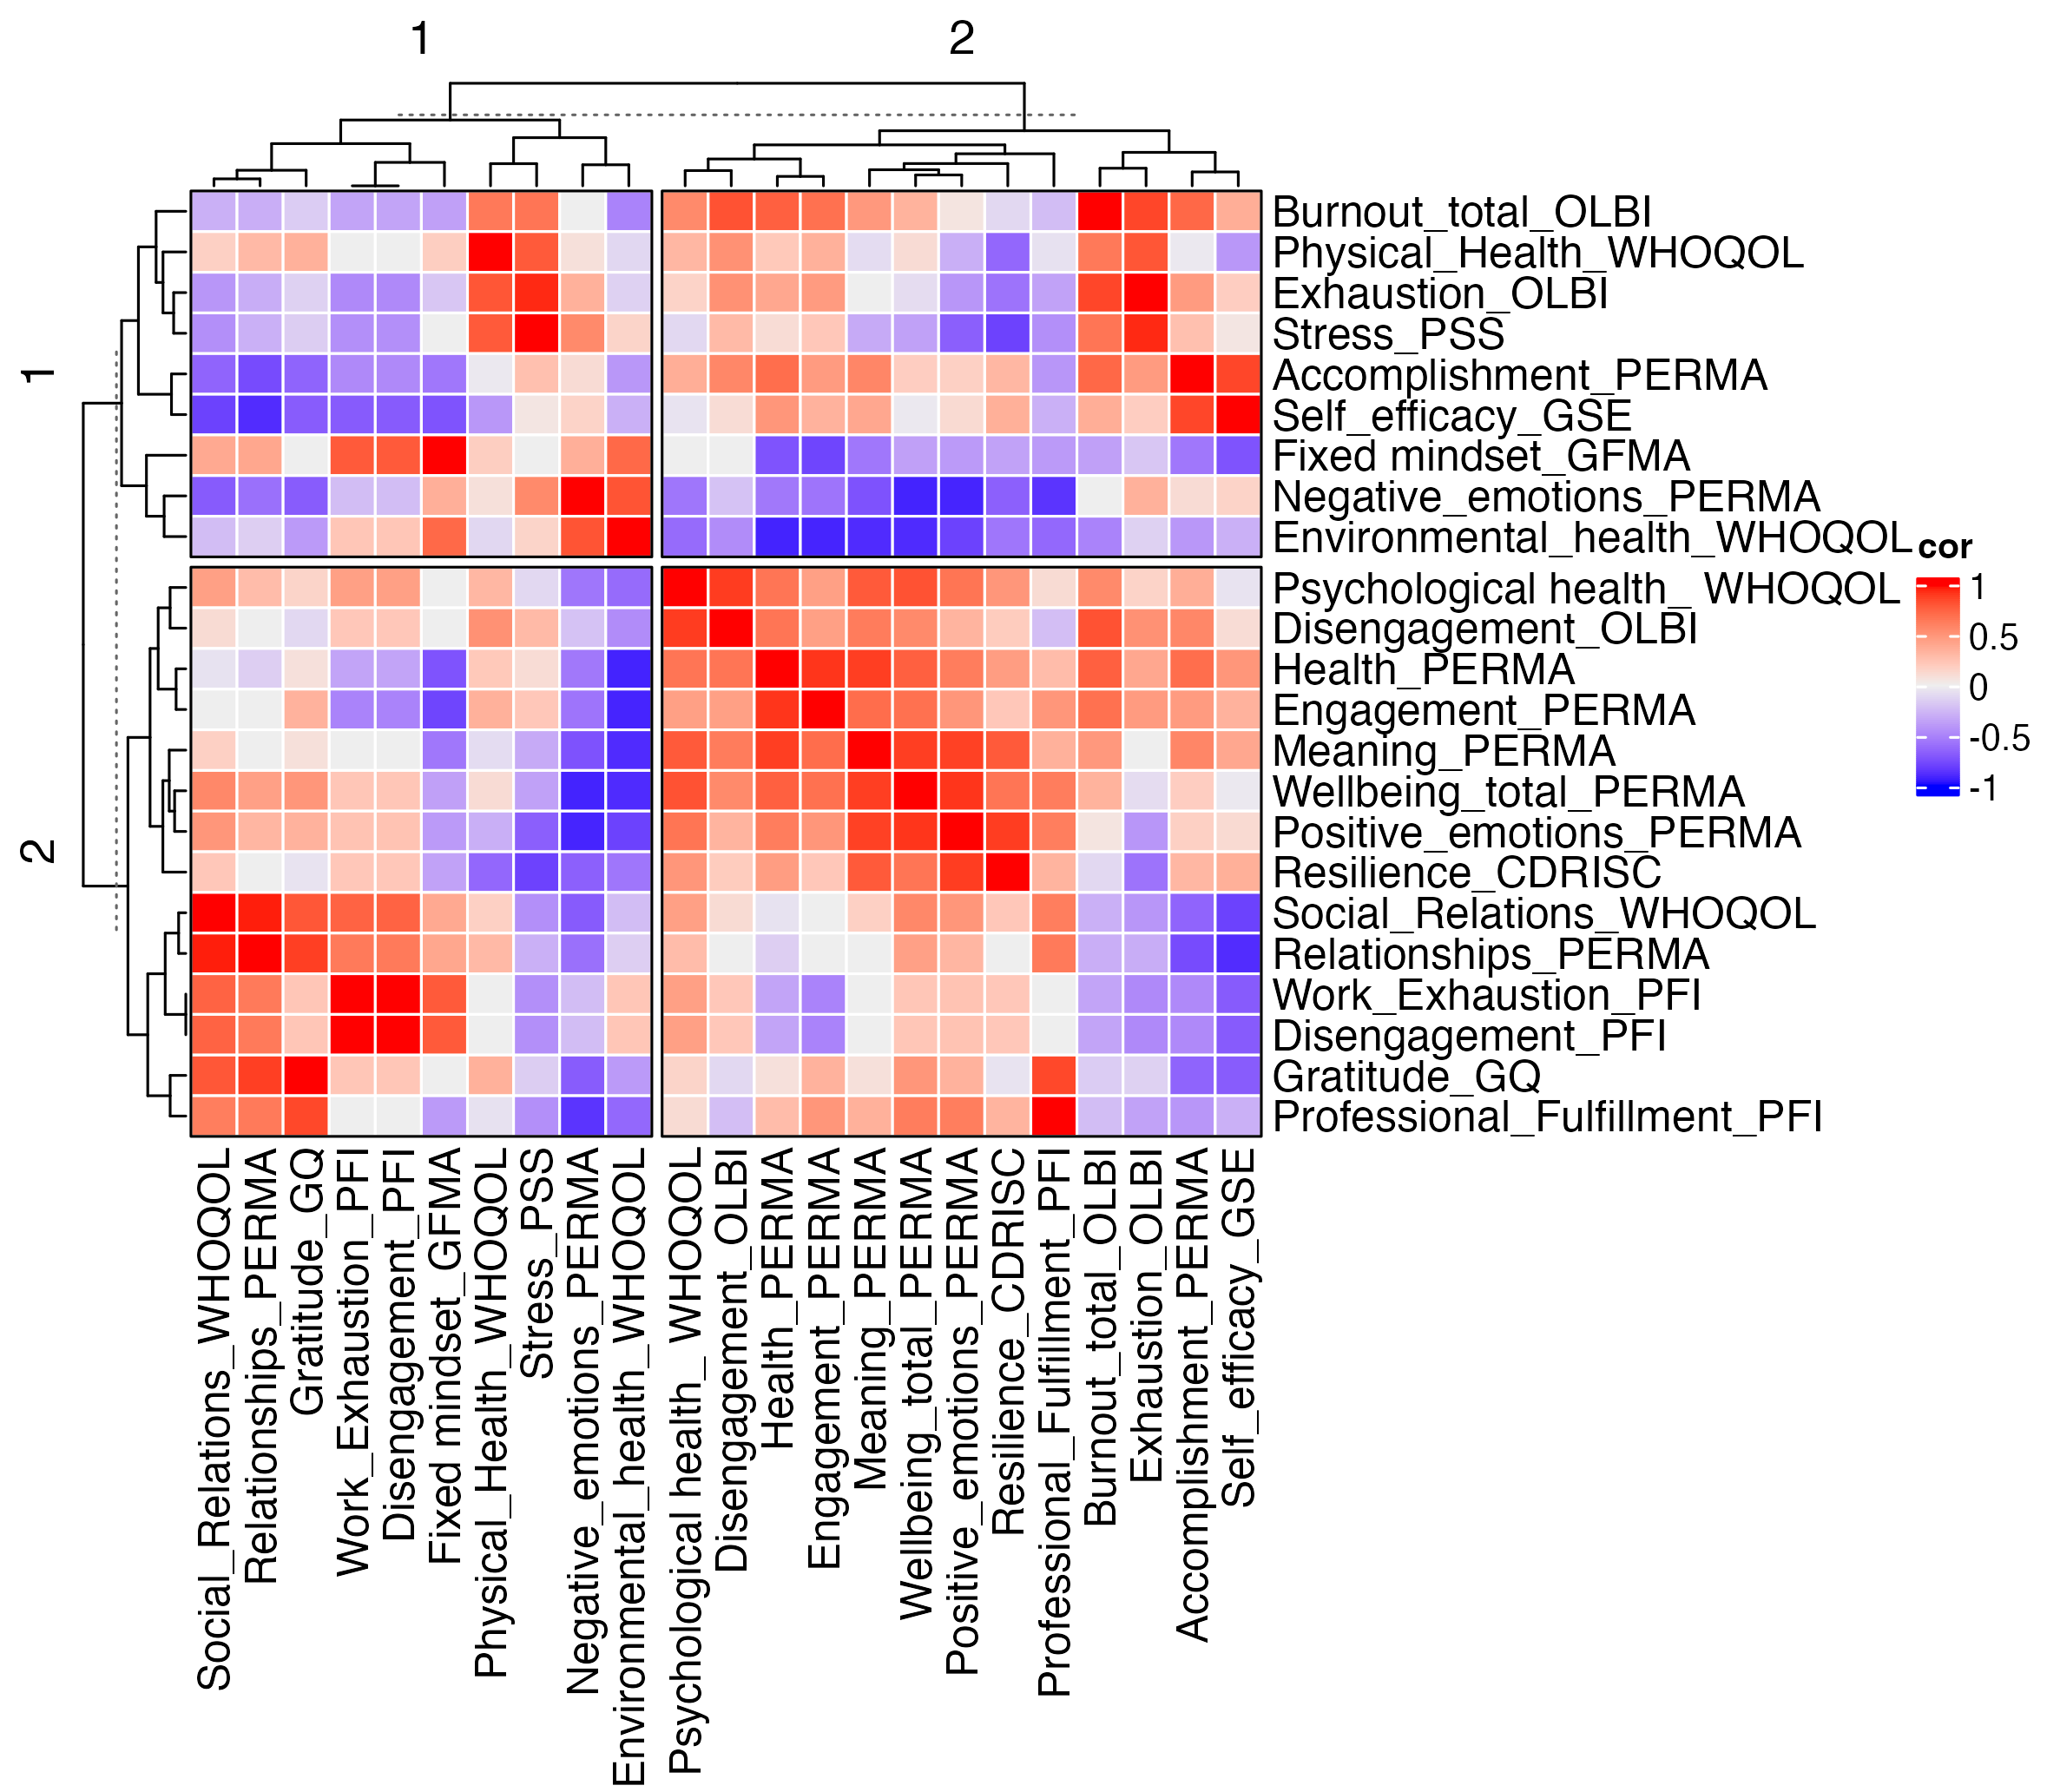 1
2
1
2
Burnout_total_OLBI
Physical_Health_WHOQOL
Exhaustion_OLBI
Stress_PSS
Accomplishment_PERMA
Self_efficacy_GSE
Fixed mindset_GFMA
Negative_emotions_PERMA
Environmental_health_WHOQOL
Psychological health_ WHOQOL
Disengagement_OLBI
Health_PERMA
Engagement_PERMA
Meaning_PERMA
Wellbeing_total_PERMA
Positive_emotions_PERMA
Resilience_CDRISC
Social_Relations_WHOQOL
Relationships_PERMA
Work_Exhaustion_PFI
Disengagement_PFI
Gratitude_GQ
Professional_Fulfillment_PFI
cor
1
0.5
0
-0.5
-1
Social_Relations_WHOQOL
Relationships_PERMA
Gratitude_GQ
Work_Exhaustion_PFI
Disengagement_PFI
Fixed mindset_GFMA
Physical_Health_WHOQOL
Stress_PSS
Negative_emotions_PERMA
Environmental_health_WHOQOL
Psychological health_ WHOQOL
Disengagement_OLBI
Health_PERMA
Engagement_PERMA
Meaning_PERMA
Wellbeing_total_PERMA
Positive_emotions_PERMA
Resilience_CDRISC
Professional_Fulfillment_PFI
Burnout_total_OLBI
Exhaustion_OLBI
Accomplishment_PERMA
Self_efficacy_GSE